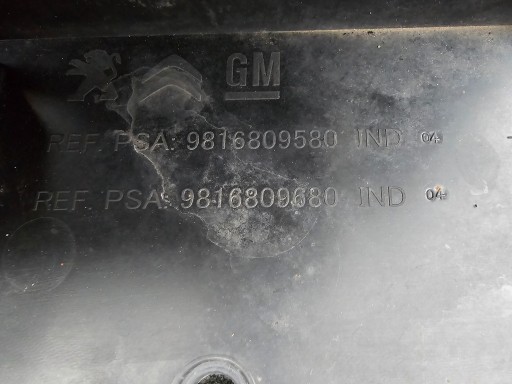 GM
REF. PSA: 9816809580 IND 04
REF. PSA: 9816809680 IND 04